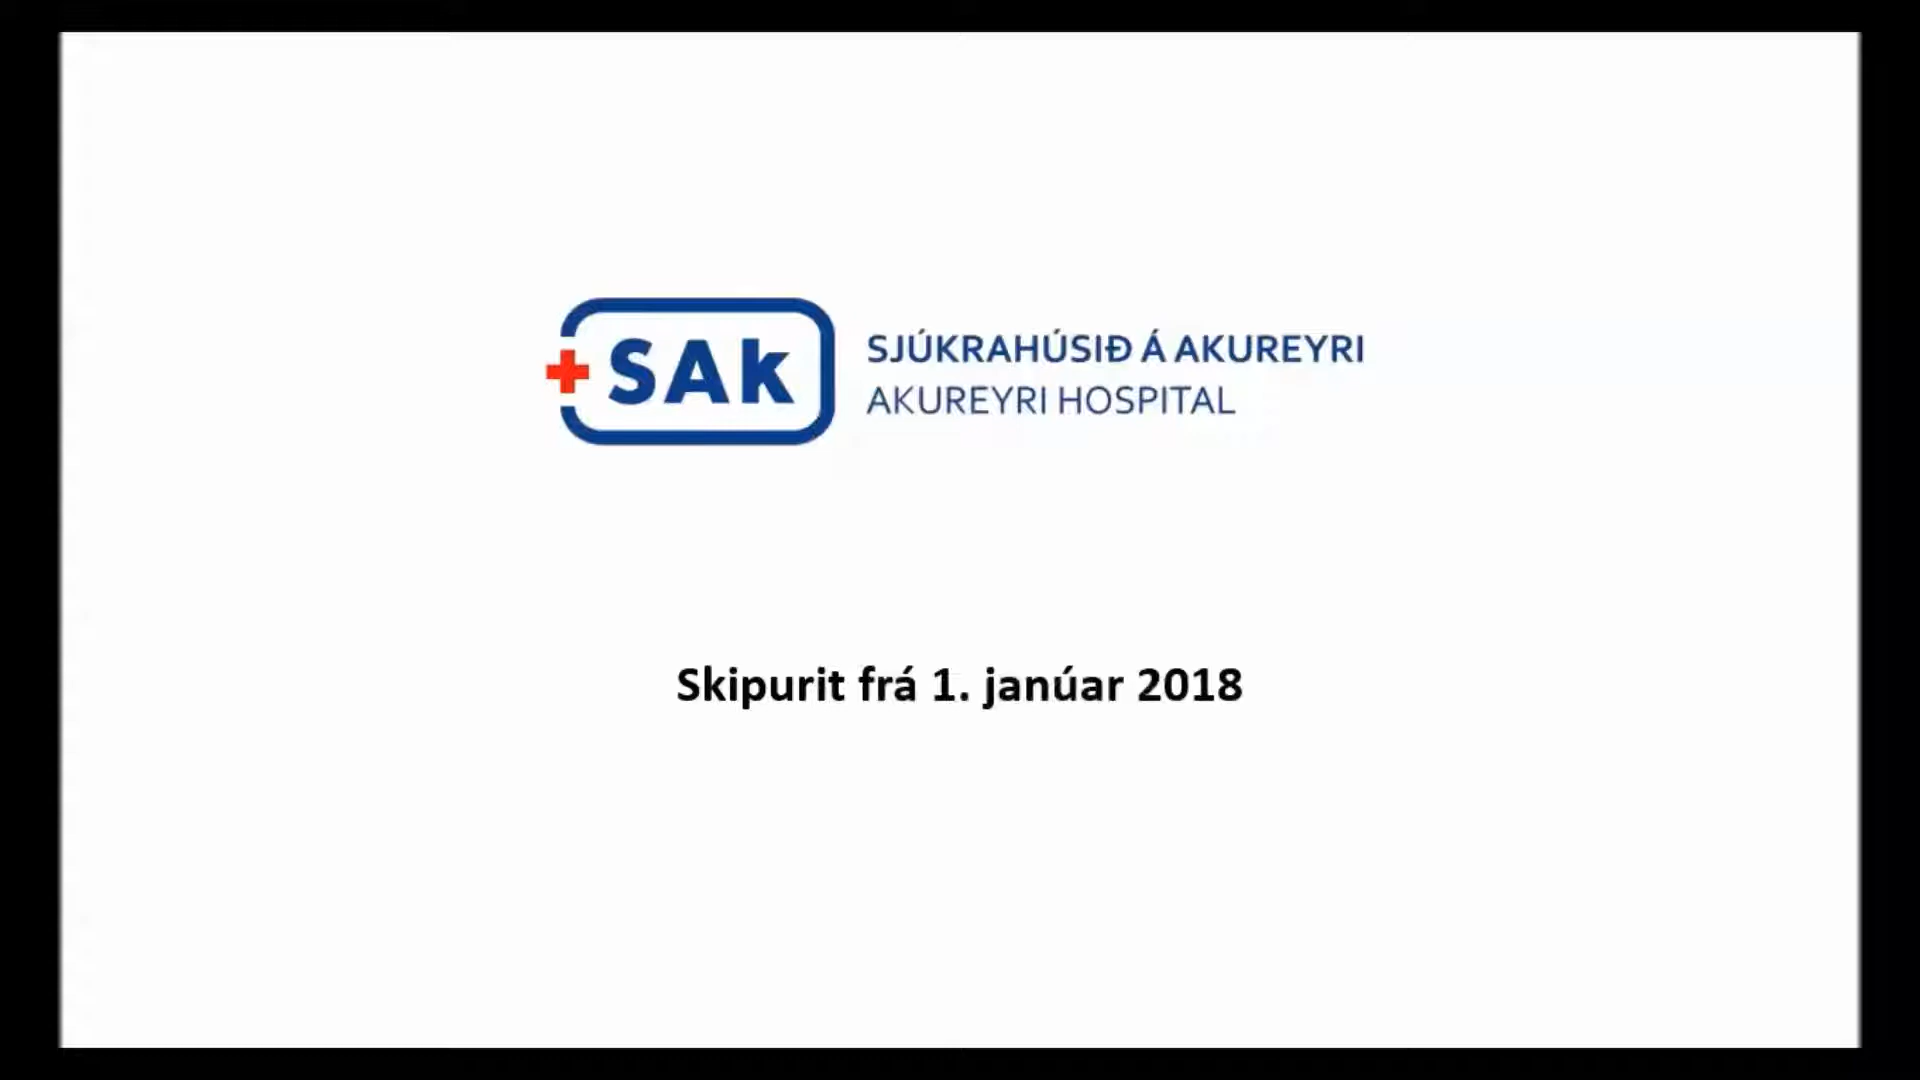 SAk
SJÚKRAHÚSIÐ Á AKUREYRI
AKUREYRI HOSPITAL
Skipurit frá 1. janúar 2018